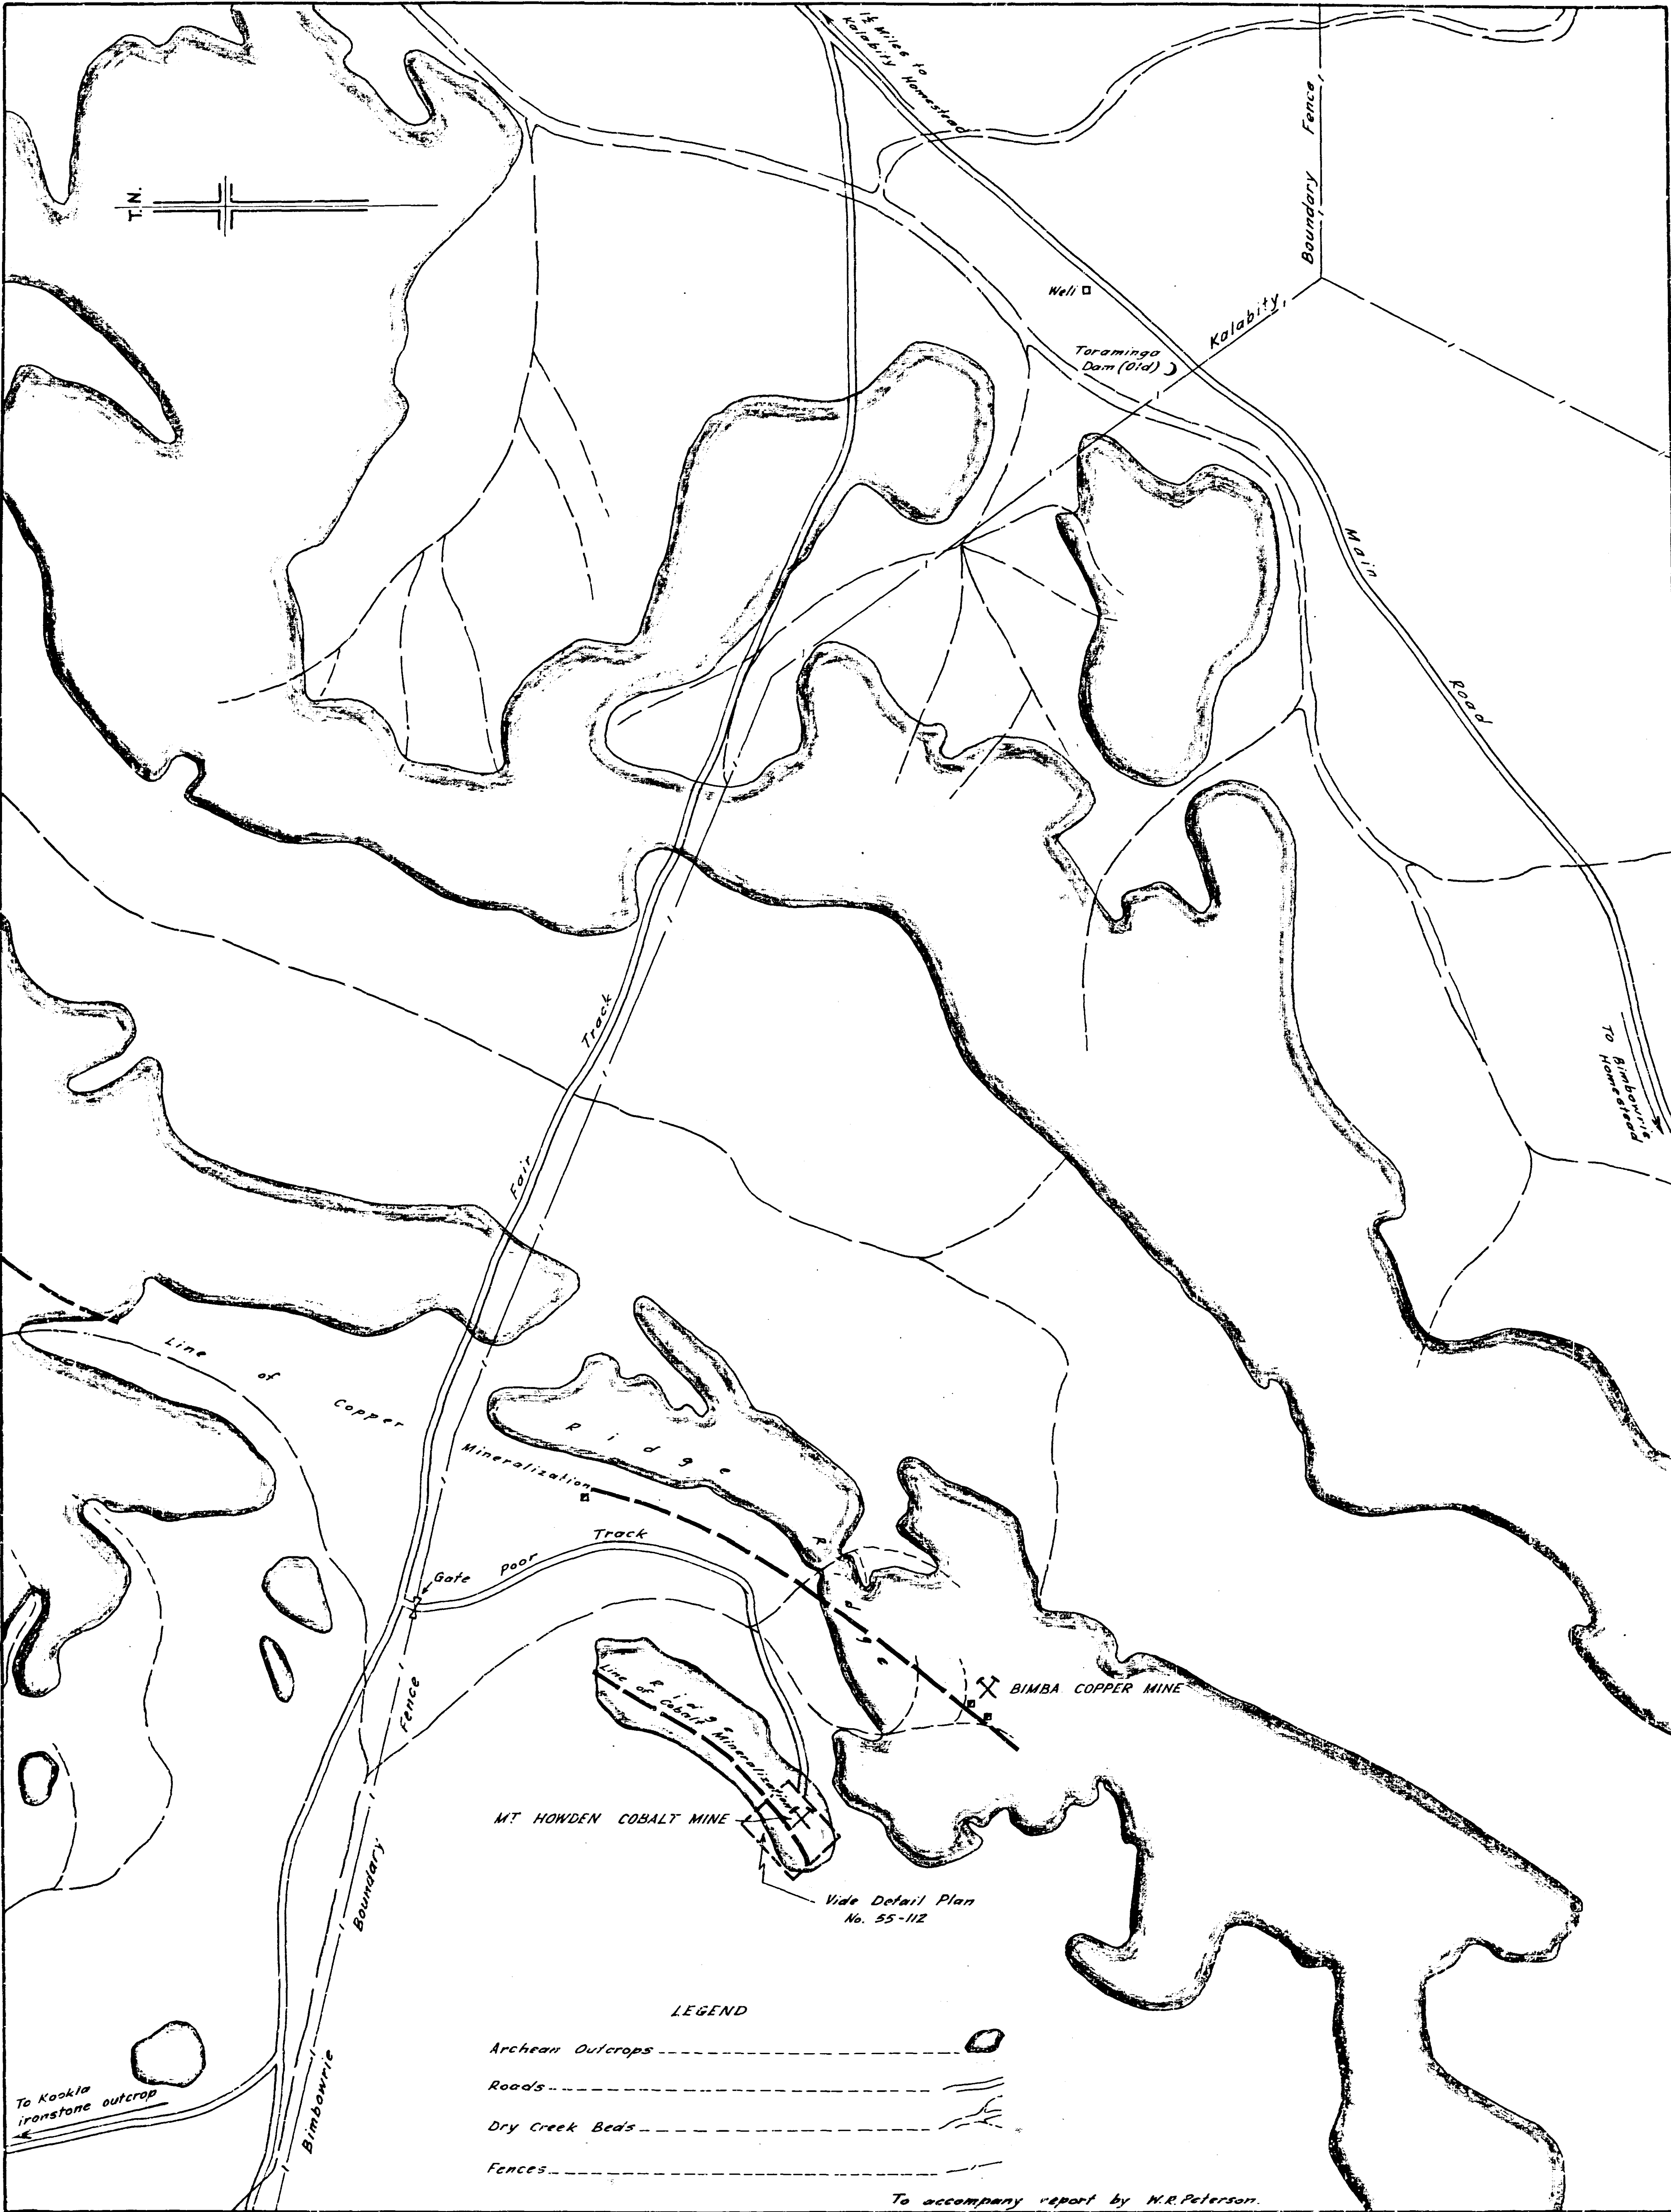 1½ Miles to
Kalabity Homestead
Boundary Fence,
T.N.
Well
Kalabity,
Toraminga
Dam (Old)
Main
Road
Track
To Bimbowrie
Homestead
Fair
Line of Copper Mineralization
Ridge
Track
Poor
Gate
Ridge
BIMBA COPPER MINE
Ridge
Line of Cobalt Mineralization
Fence
MT HOWDEN COBALT MINE
Boundary
Vide Detail Plan
No. 55-112
LEGEND
Archean Outcrops
Roads
Dry Creek Beds
Fences
Bimbowrie
To Kookla
ironstone outcrop
To accompany report by W.R. Peterson.